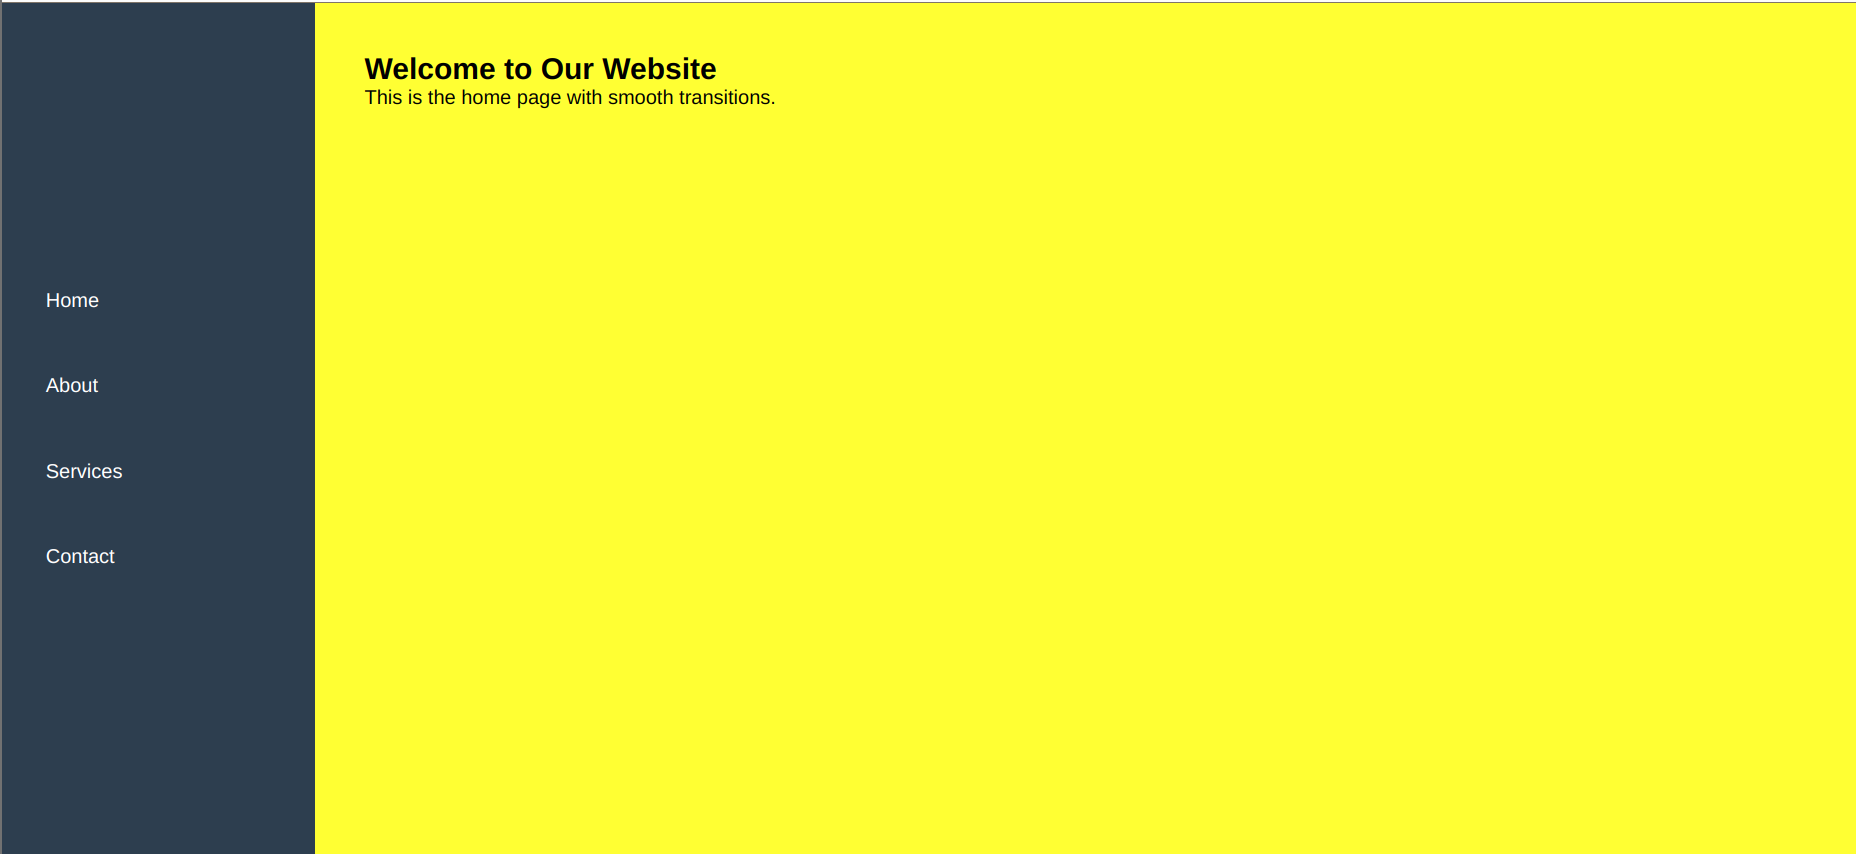 Welcome to Our Website
This is the home page with smooth transitions.
Home
About
Services
Contact